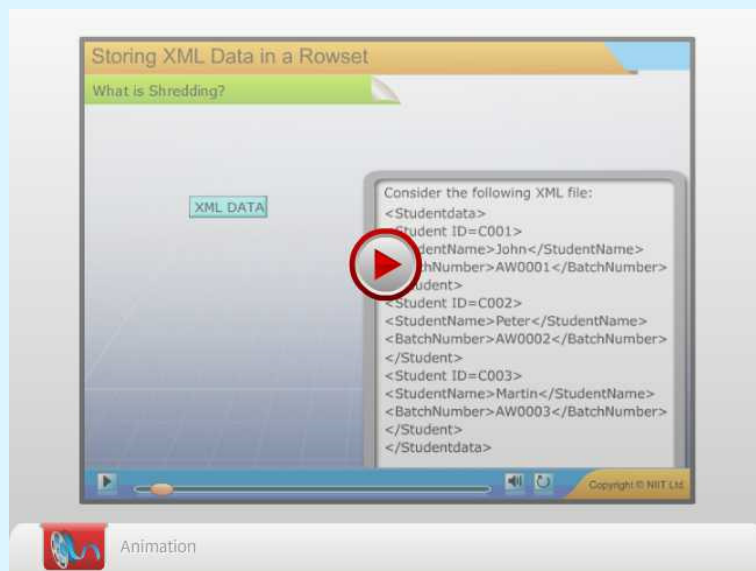 Storing XML Data in a Rowset
What is Shredding?
XML DATA
Consider the following XML file:
<Studentdata>
<Student ID=C001>
dentName>John</StudentName>
tchNumber>AW0001</BatchNumber>
tudent>
<Student ID=C002>
<StudentName>Peter</StudentName>
<BatchNumber>AW0002</BatchNumber>
</Student>
<Student ID=C003>
<StudentName>Martin</StudentName>
<BatchNumber>AW0003</BatchNumber>
</Student>
</Studentdata>
Copyright © NIIT Ltd.
Animation